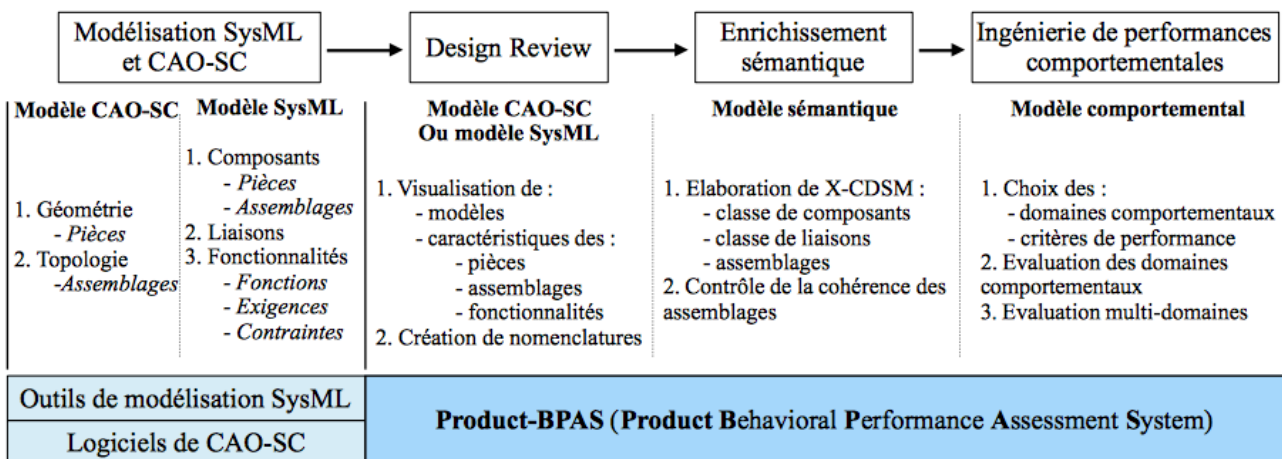 Modélisation SysML
et CAO-SC
Design Review
Enrichissement
sémantique
Ingénierie de performances
comportementales
Modèle CAO-SC
1. Géométrie
- Pièces
2. Topologie
-Assemblages
Modèle SysML
1. Composants
- Pièces
- Assemblages
2. Liaisons
3. Fonctionnalités
- Fonctions
- Exigences
- Contraintes
Modèle CAO-SC
Ou modèle SysML
1. Visualisation de :
- modèles
- caractéristiques des :
- pièces
- assemblages
- fonctionnalités
2. Création de nomenclatures
Modèle sémantique
1. Elaboration de X-CDSM :
- classe de composants
- classe de liaisons
- assemblages
2. Contrôle de la cohérence des
assemblages
Modèle comportemental
1. Choix des :
- domaines comportementaux
- critères de performance
2. Evaluation des domaines
comportementaux
3. Evaluation multi-domaines
Outils de modélisation SysML
Logiciels de CAO-SC
Product-BPAS (Product Behavioral Performance Assessment System)